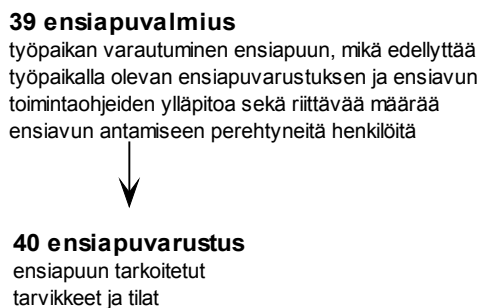 39 ensiapuvalmius
työpaikan varautuminen ensiapuun, mikä edellyttää
työpaikalla olevan ensiapuvarustuksen ja ensiavun
toimintaohjeiden ylläpitoa sekä riittävää määrää
ensiavun antamiseen perehtyneitä henkilöitä
40 ensiapuvarustus
ensiapuun tarkoitetut
tarvikkeet ja tilat